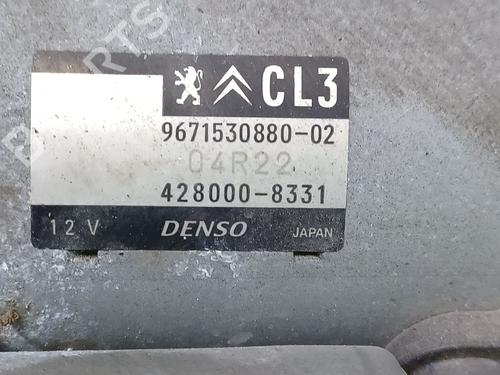 CL3
9671530880-02
04R22
428000-8331
12 V DENSO JAPAN